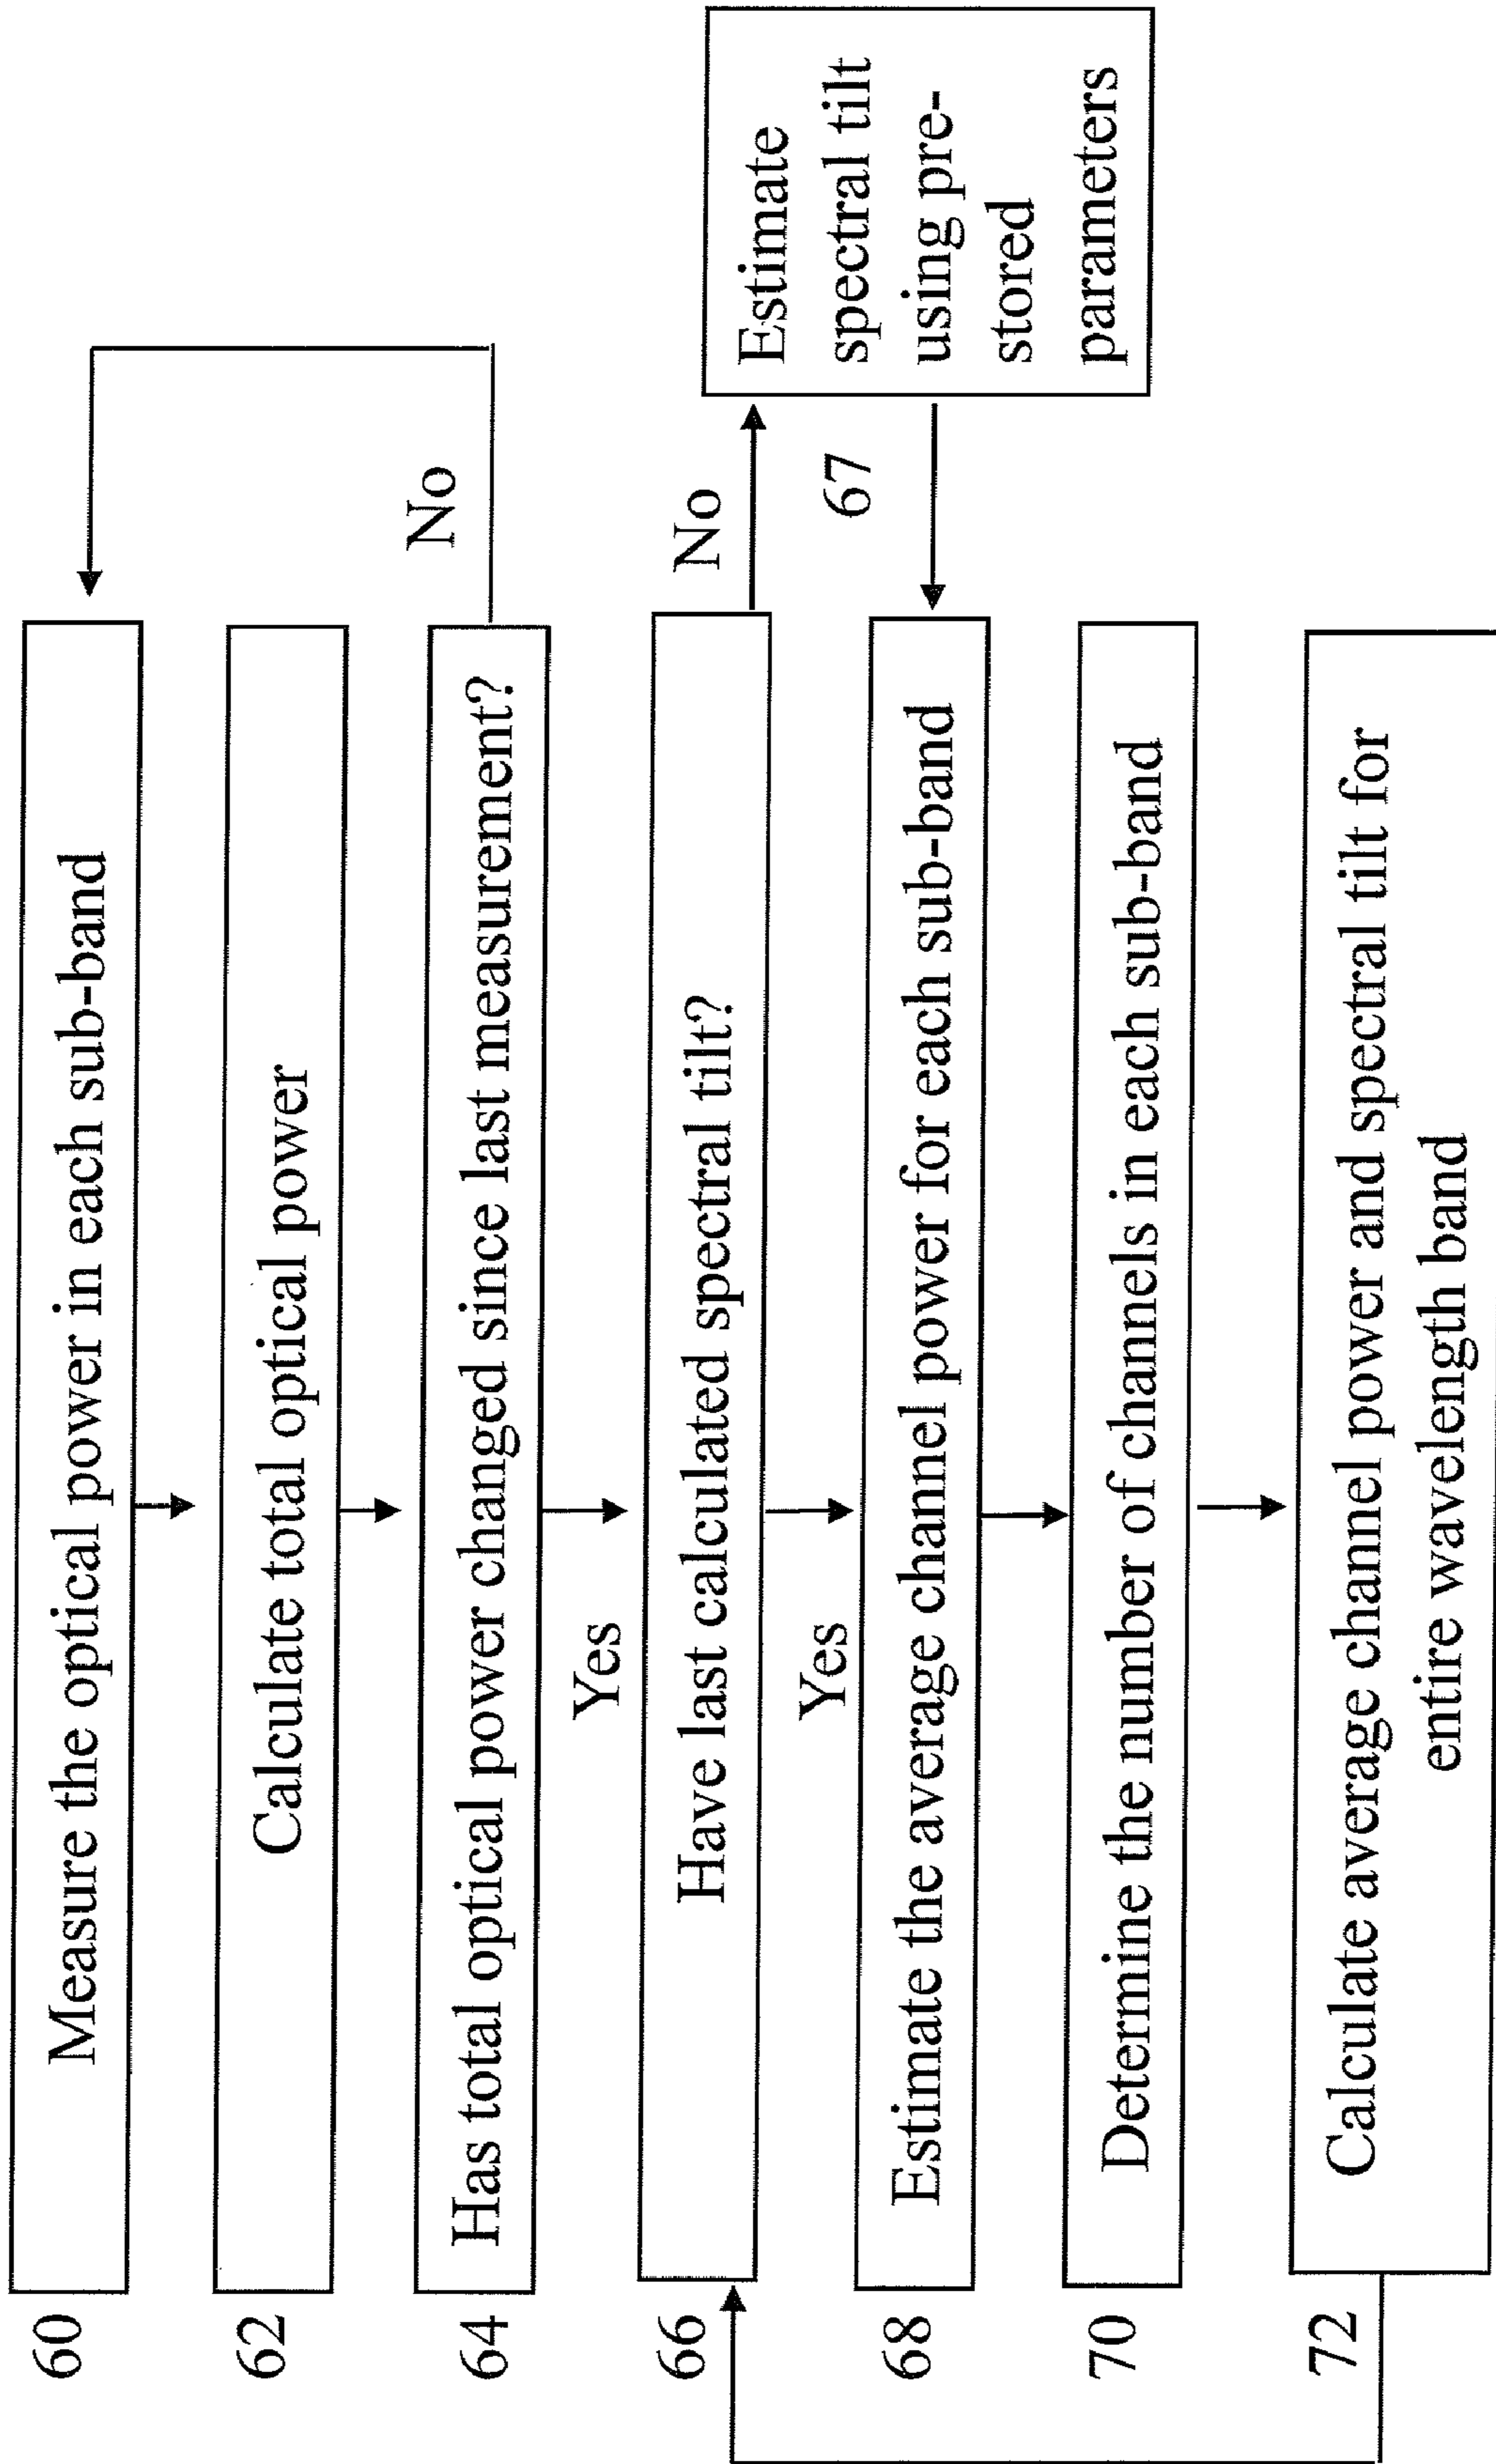 60
Measure the optical power in each sub-band
62
Calculate total optical power
64
Has total optical power changed since last measurement?
No
Yes
66
Have last calculated spectral tilt?
No
67
Estimate
spectral tilt
using pre-
stored
parameters
Yes
68
Estimate the average channel power for each sub-band
70
Determine the number of channels in each sub-band
72
Calculate average channel power and spectral tilt for
entire wavelength band